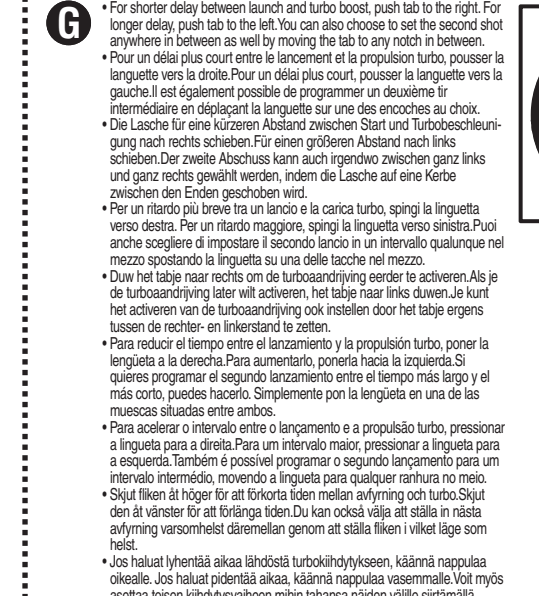 G
• For shorter delay between launch and turbo boost, push tab to the right. For
longer delay, push tab to the left.You can also choose to set the second shot
anywhere in between as well by moving the tab to any notch in between.
• Pour un délai plus court entre le lancement et la propulsion turbo, pousser la
languette vers la droite.Pour un délai plus court, pousser la languette vers la
gauche.Il est également possible de programmer un deuxième tir
intermédiaire en déplaçant la languette sur une des encoches au choix.
• Die Lasche für eine kürzeren Abstand zwischen Start und Turbobeschleuni-
gung nach rechts schieben.Für einen größeren Abstand nach links
schieben.Der zweite Abschuss kann auch irgendwo zwischen ganz links
und ganz rechts gewählt werden, indem die Lasche auf eine Kerbe
zwischen den Enden geschoben wird.
• Per un ritardo più breve tra un lancio e la carica turbo, spingi la linguetta
verso destra. Per un ritardo maggiore, spingi la linguetta verso sinistra.Puoi
anche scegliere di impostare il secondo lancio in un intervallo qualunque nel
mezzo spostando la linguetta su una delle tacche nel mezzo.
• Duw het tabje naar rechts om de turboaandrijving eerder te activeren.Als je
de turboaandrijving later wilt activeren, het tabje naar links duwen.Je kunt
het activeren van de turboaandrijving ook instellen door het tabje ergens
tussen de rechter- en linkerstand te zetten.
• Para reducir el tiempo entre el lanzamiento y la propulsión turbo, poner la
lengüeta a la derecha.Para aumentarlo, ponerla hacia la izquierda.Si
quieres programar el segundo lanzamiento entre el tiempo más largo y el
más corto, puedes hacerlo. Simplemente pon la lengüeta en una de las
muescas situadas entre ambos.
• Para acelerar o intervalo entre o lançamento e a propulsão turbo, pressionar
a lingueta para a direita.Para um intervalo maior, pressionar a lingueta para
a esquerda.Também é possível programar o segundo lançamento para um
intervalo intermédio, movendo a lingueta para qualquer ranhura no meio.
• Skjut fliken åt höger för att förkorta tiden mellan avfyrning och turbo.Skjut
den åt vänster för att förlänga tiden.Du kan också välja att ställa in nästa
avfyrning varsomhelst däremellan genom att ställa fliken i vilket läge som
helst.
• Jos haluat lyhentää aikaa lähdöstä turbokiihdytykseen, käännä nappulaa
oikealle. Jos haluat pidentää aikaa, käännä nappulaa vasemmalle.Voit myös
asettaa toisen kiihdytysvaiheen mihin tahansa näiden välille siirtämällä